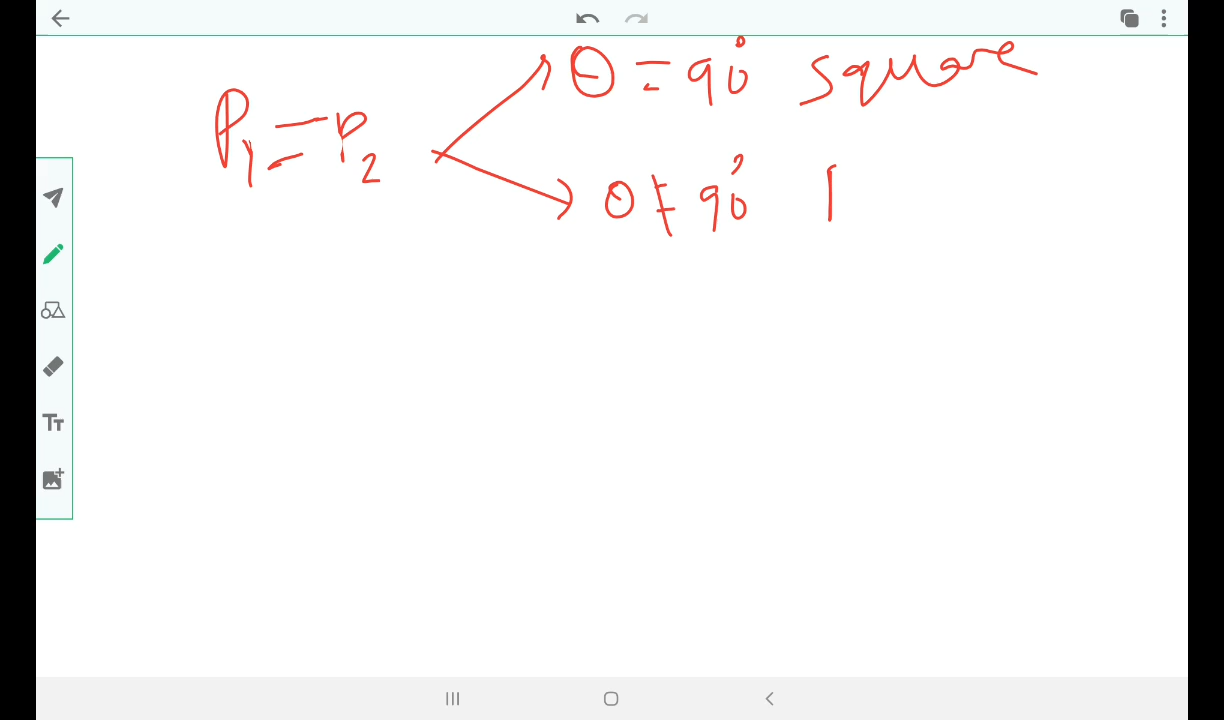 θ = 90° square
P1 = P2
θ ≠ 90°